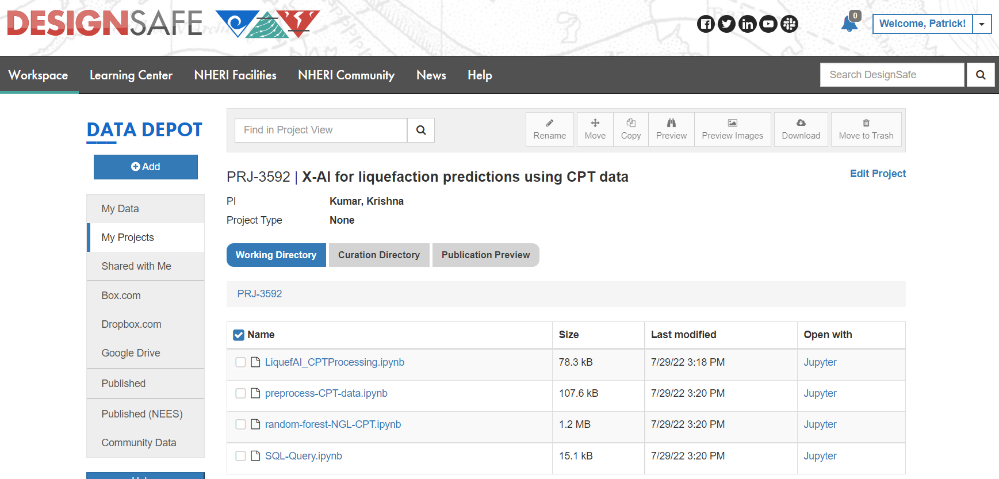 DESIGNSAFE
0
Welcome, Patrick!
Workspace Learning Center NHERI Facilities NHERI Community News Help Search DesignSafe
DATA DEPOT
Add
My Data
My Projects
Shared with Me
Box.com
Dropbox.com
Google Drive
Published
Published (NEES)
Community Data
Find in Project View
Rename Move Copy Preview Preview Images Download Move to Trash
PRJ-3592 | X-AI for liquefaction predictions using CPT data
Edit Project
PI Kumar, Krishna
Project Type None
Working Directory Curation Directory Publication Preview
PRJ-3592
Name Size Last modified Open with
LiquefAI_CPTProcessing.ipynb 78.3 kB 7/29/22 3:18 PM Jupyter
preprocess-CPT-data.ipynb 107.6 kB 7/29/22 3:20 PM Jupyter
random-forest-NGL-CPT.ipynb 1.2 MB 7/29/22 3:20 PM Jupyter
SQL-Query.ipynb 15.1 kB 7/29/22 3:20 PM Jupyter